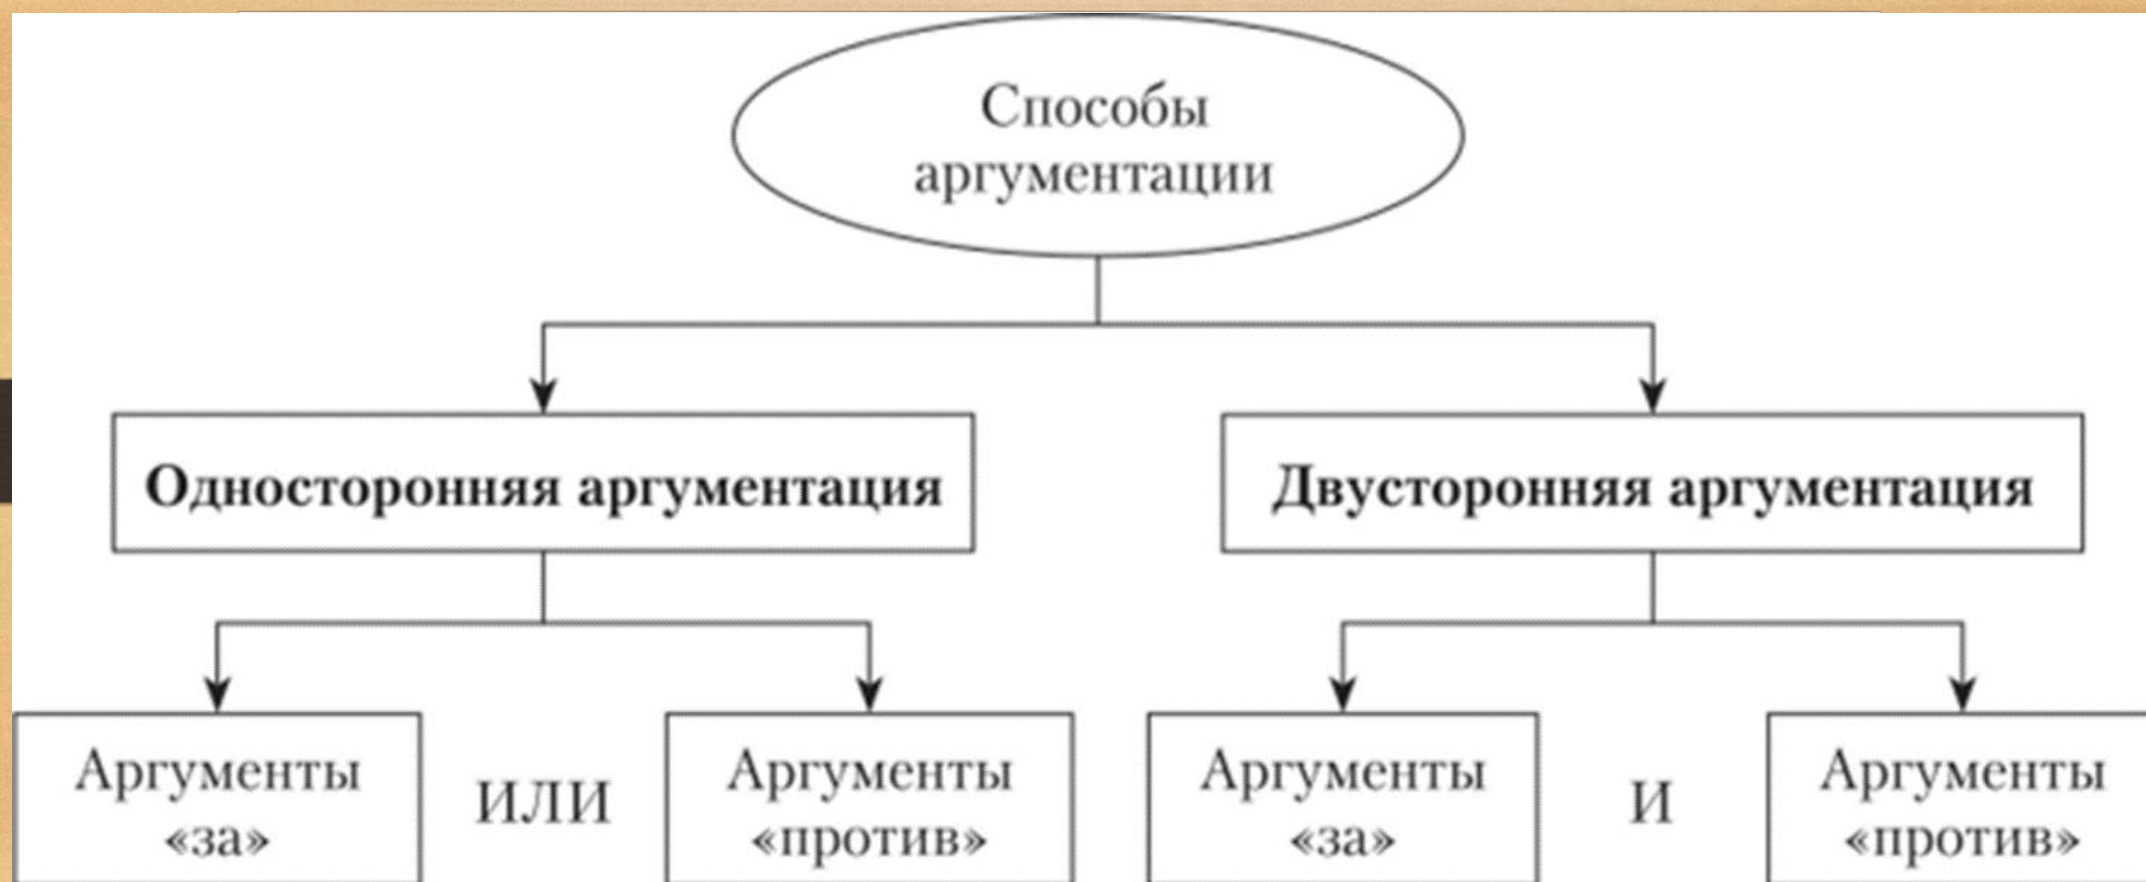 Способы
аргументации
Односторонняя аргументация
Двусторонняя аргументация
Аргументы
«за»
ИЛИ
Аргументы
«против»
Аргументы
«за»
И
Аргументы
«против»